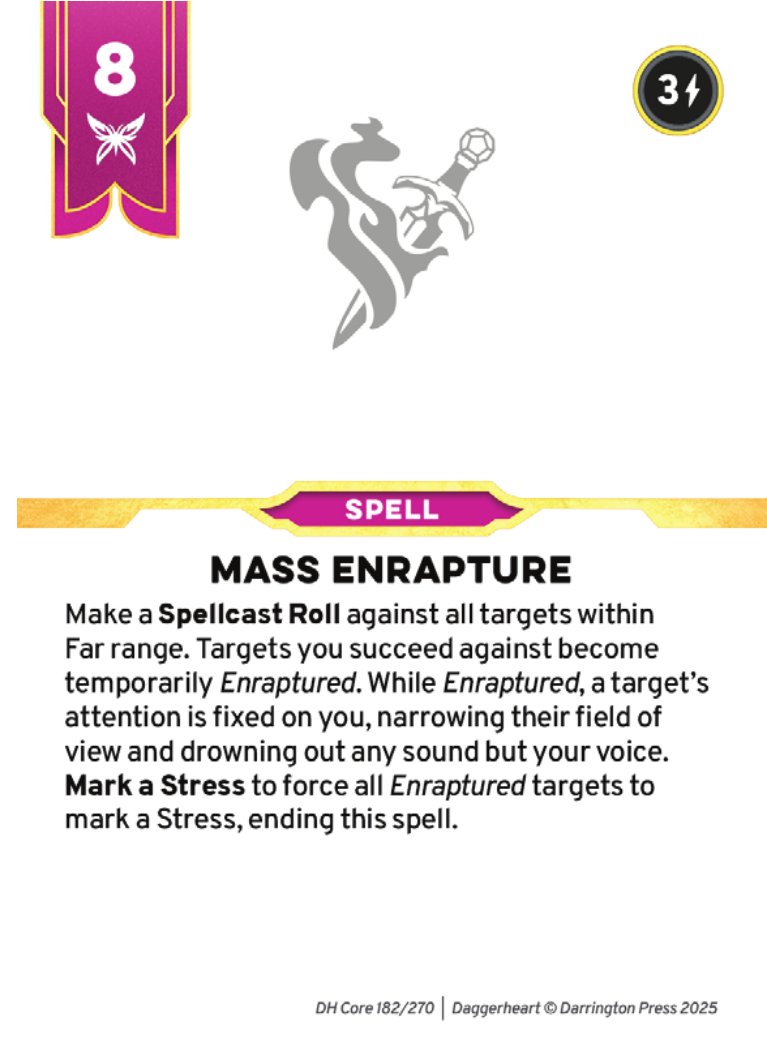 8
3
SPELL
MASS ENRAPTURE
Make a Spellcast Roll against all targets within
Far range. Targets you succeed against become
temporarily Enraptured. While Enraptured, a target’s
attention is fixed on you, narrowing their field of
view and drowning out any sound but your voice.
Mark a Stress to force all Enraptured targets to
mark a Stress, ending this spell.
DH Core 182/270 | Daggerheart © Darrington Press 2025